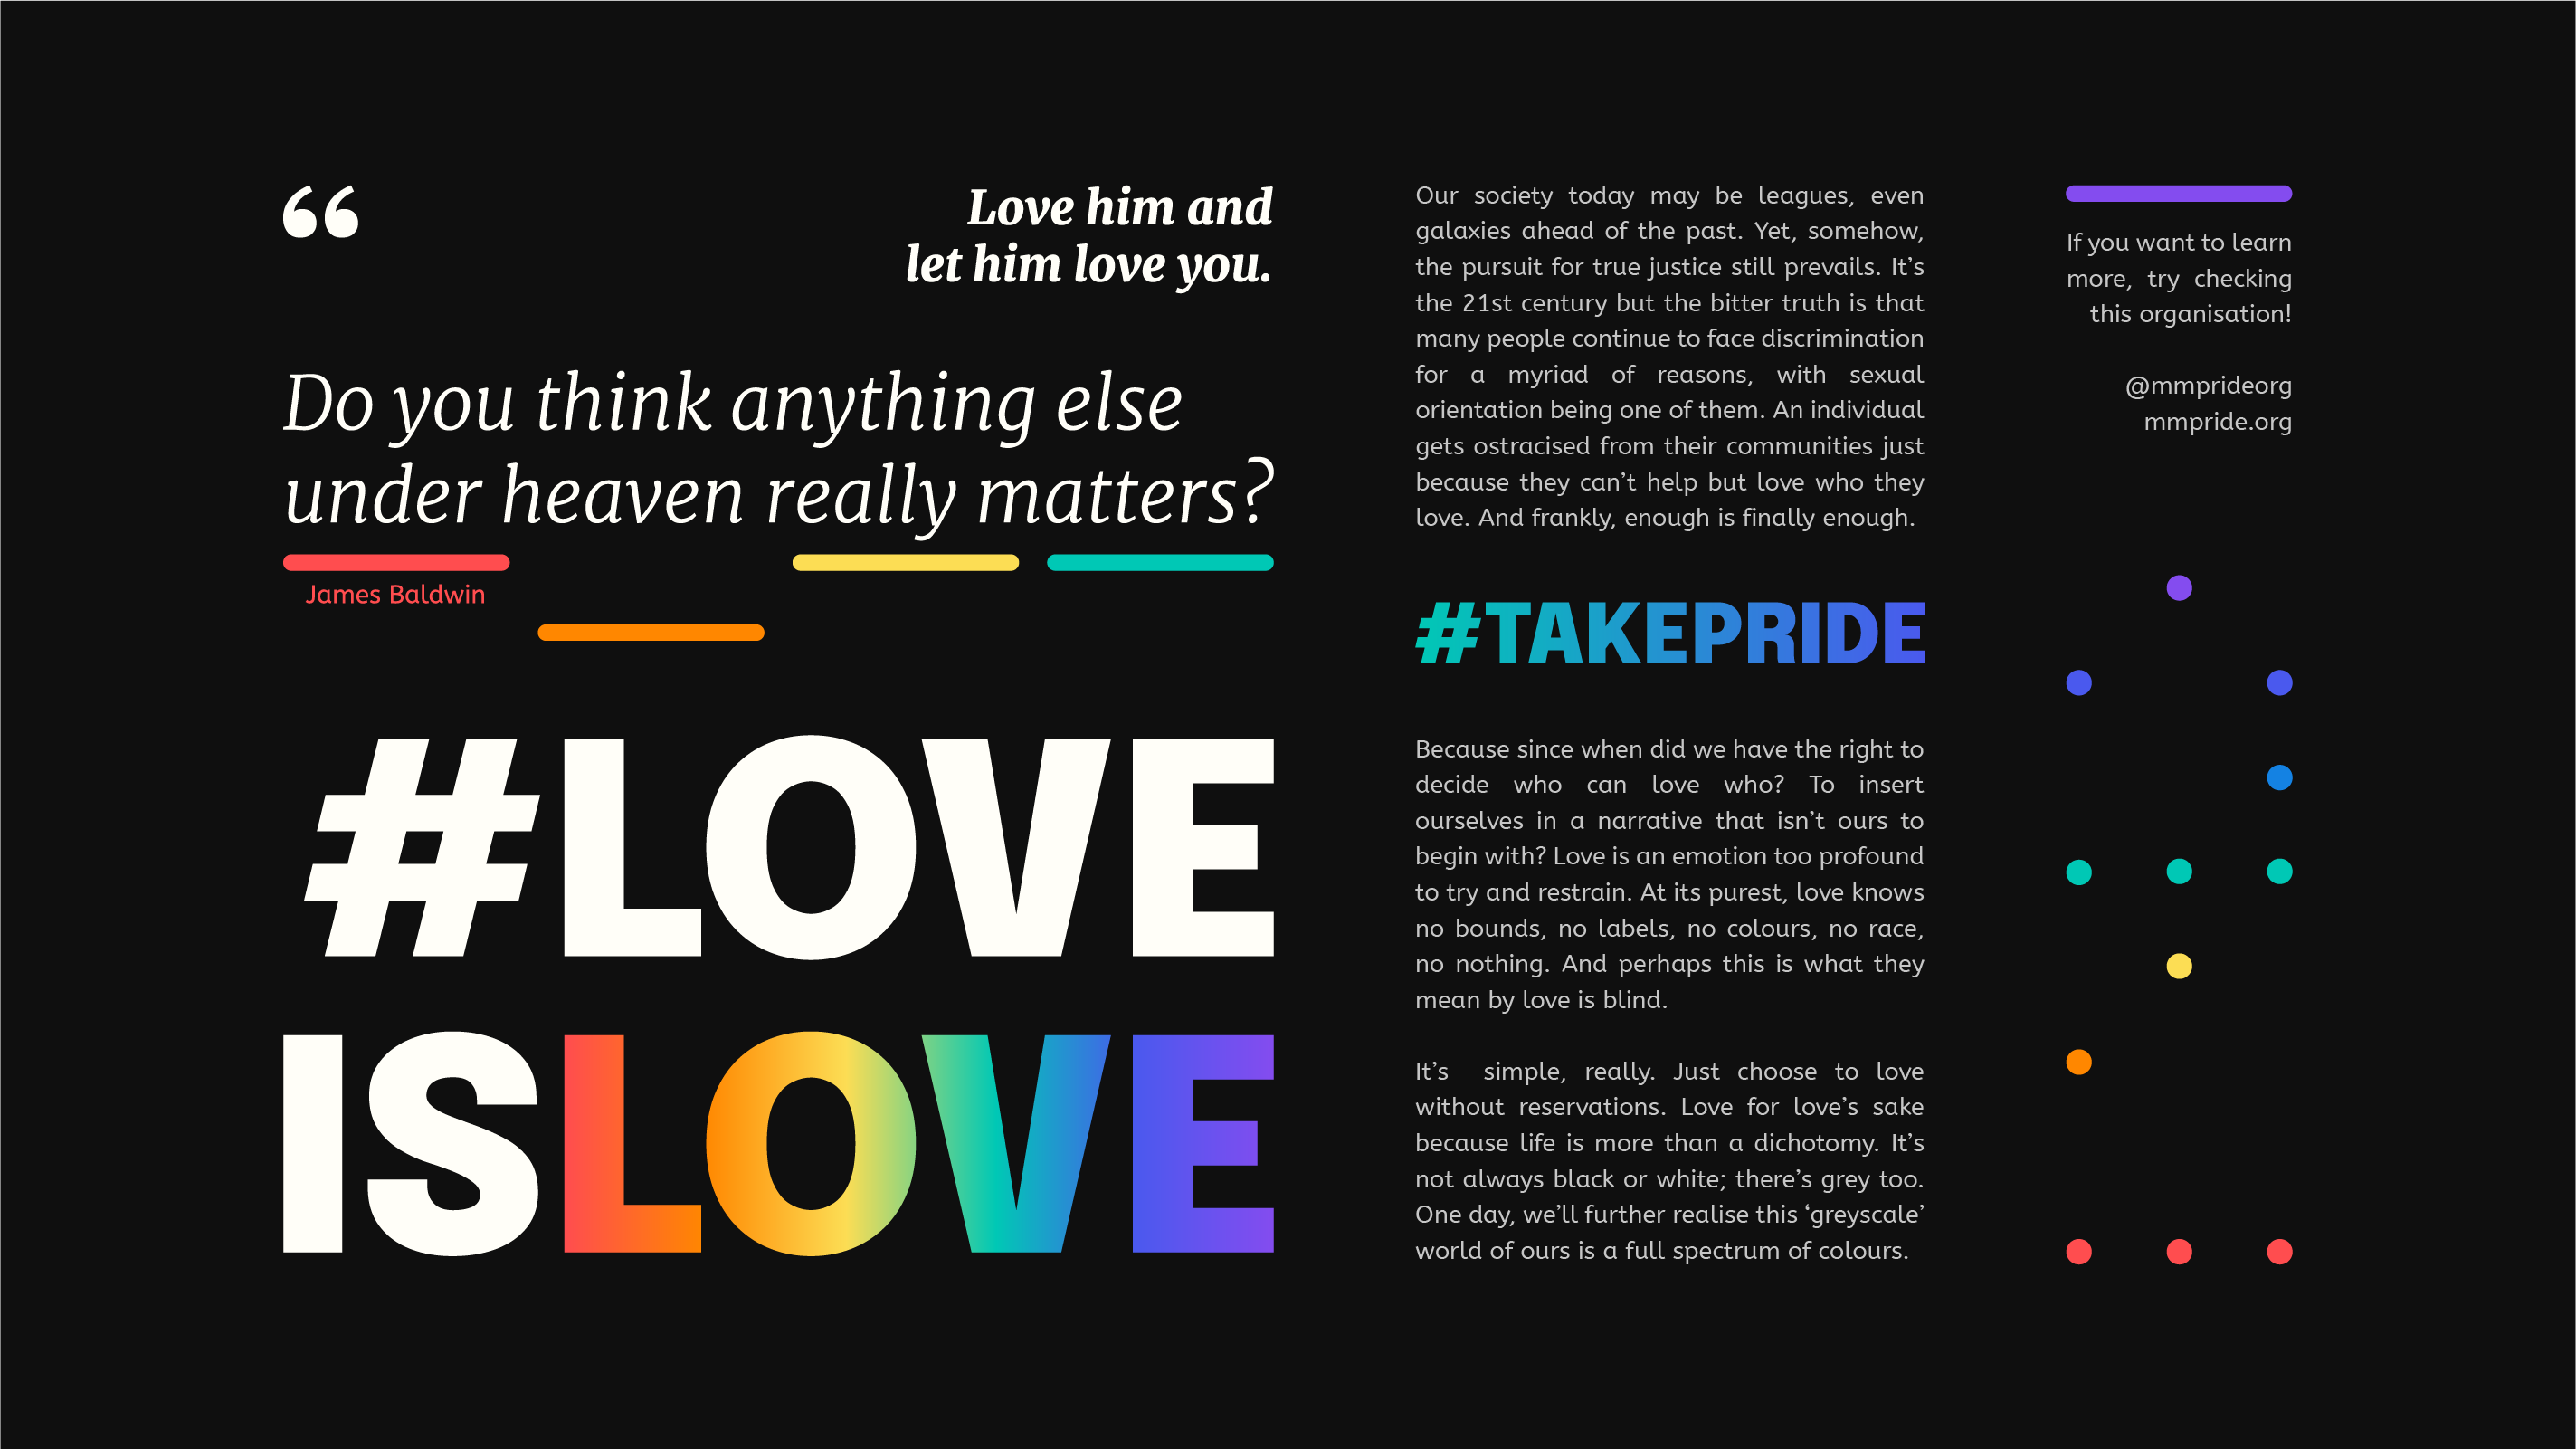 “
Love him and
let him love you.
Do you think anything else
under heaven really matters?
James Baldwin
#LOVE
ISLOVE
Our society today may be leagues, even
galaxies ahead of the past. Yet, somehow,
the pursuit for true justice still prevails. It’s
the 21st century but the bitter truth is that
many people continue to face discrimination
for a myriad of reasons, with sexual
orientation being one of them. An individual
gets ostracised from their communities just
because they can’t help but love who they
love. And frankly, enough is finally enough.
#TAKEPRIDE
Because since when did we have the right to
decide who can love who? To insert
ourselves in a narrative that isn’t ours to
begin with? Love is an emotion too profound
to try and restrain. At its purest, love knows
no bounds, no labels, no colours, no race,
no nothing. And perhaps this is what they
mean by love is blind.
It’s simple, really. Just choose to love
without reservations. Love for love’s sake
because life is more than a dichotomy. It’s
not always black or white; there’s grey too.
One day, we’ll further realise this ‘greyscale’
world of ours is a full spectrum of colours.
If you want to learn
more, try checking
this organisation!
@mmprideorg
mmpride.org